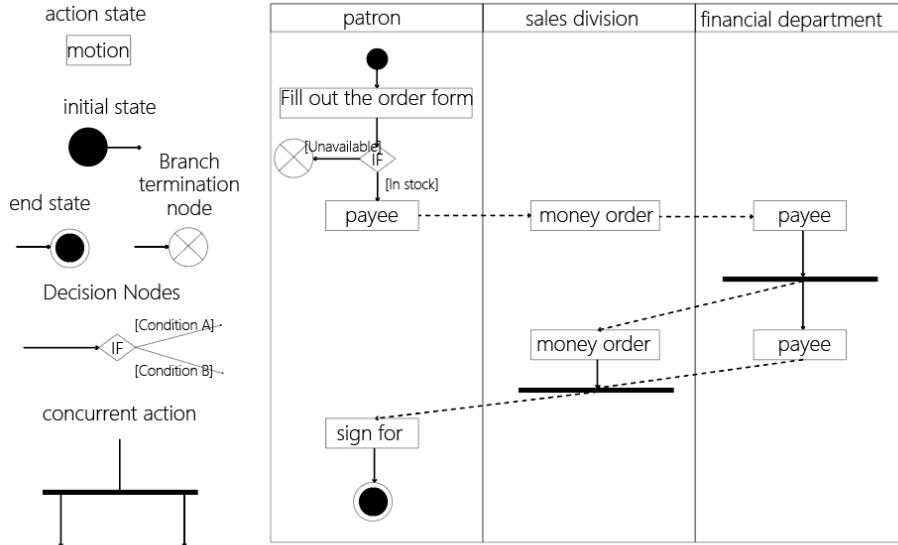 action state
motion
initial state
Branch
termination
node
end state
Decision Nodes
[Condition A]
IF
[Condition B]
concurrent action
patron
sales division
financial department
Fill out the order form
[Unavailable]
IF
[In stock]
payee
money order
payee
money order
payee
sign for